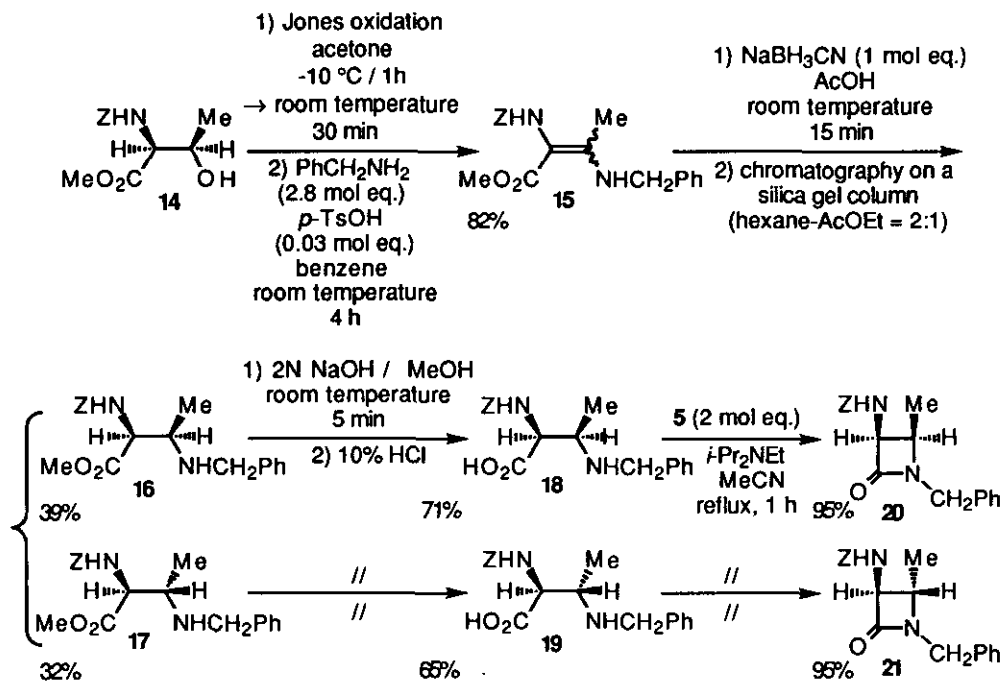 1) Jones oxidation
acetone
-10 °C / 1h
→ room temperature
30 min
2) PhCH2NH2
(2.8 mol eq.)
p-TsOH
(0.03 mol eq.)
benzene
room temperature
4 h
ZHN
Me
H
H
MeO2C
OH
14
ZHN
Me
MeO2C
NHCH2Ph
15
82%
1) NaBH3CN (1 mol eq.)
AcOH
room temperature
15 min
2) chromatography on a
silica gel column
(hexane-AcOEt = 2:1)
ZHN
Me
H
H
MeO2C
NHCH2Ph
16
39%
1) 2N NaOH / MeOH
room temperature
5 min
2) 10% HCl
ZHN
Me
H
H
HO2C
NHCH2Ph
18
71%
5 (2 mol eq.)
i-Pr2NEt
MeCN
reflux, 1 h
ZHN
Me
H
H
O
N
CH2Ph
20
95%
ZHN
Me
H
H
MeO2C
NHCH2Ph
17
32%
//
//
ZHN
Me
H
H
HO2C
NHCH2Ph
19
65%
//
//
ZHN
Me
H
H
O
N
CH2Ph
21
95%